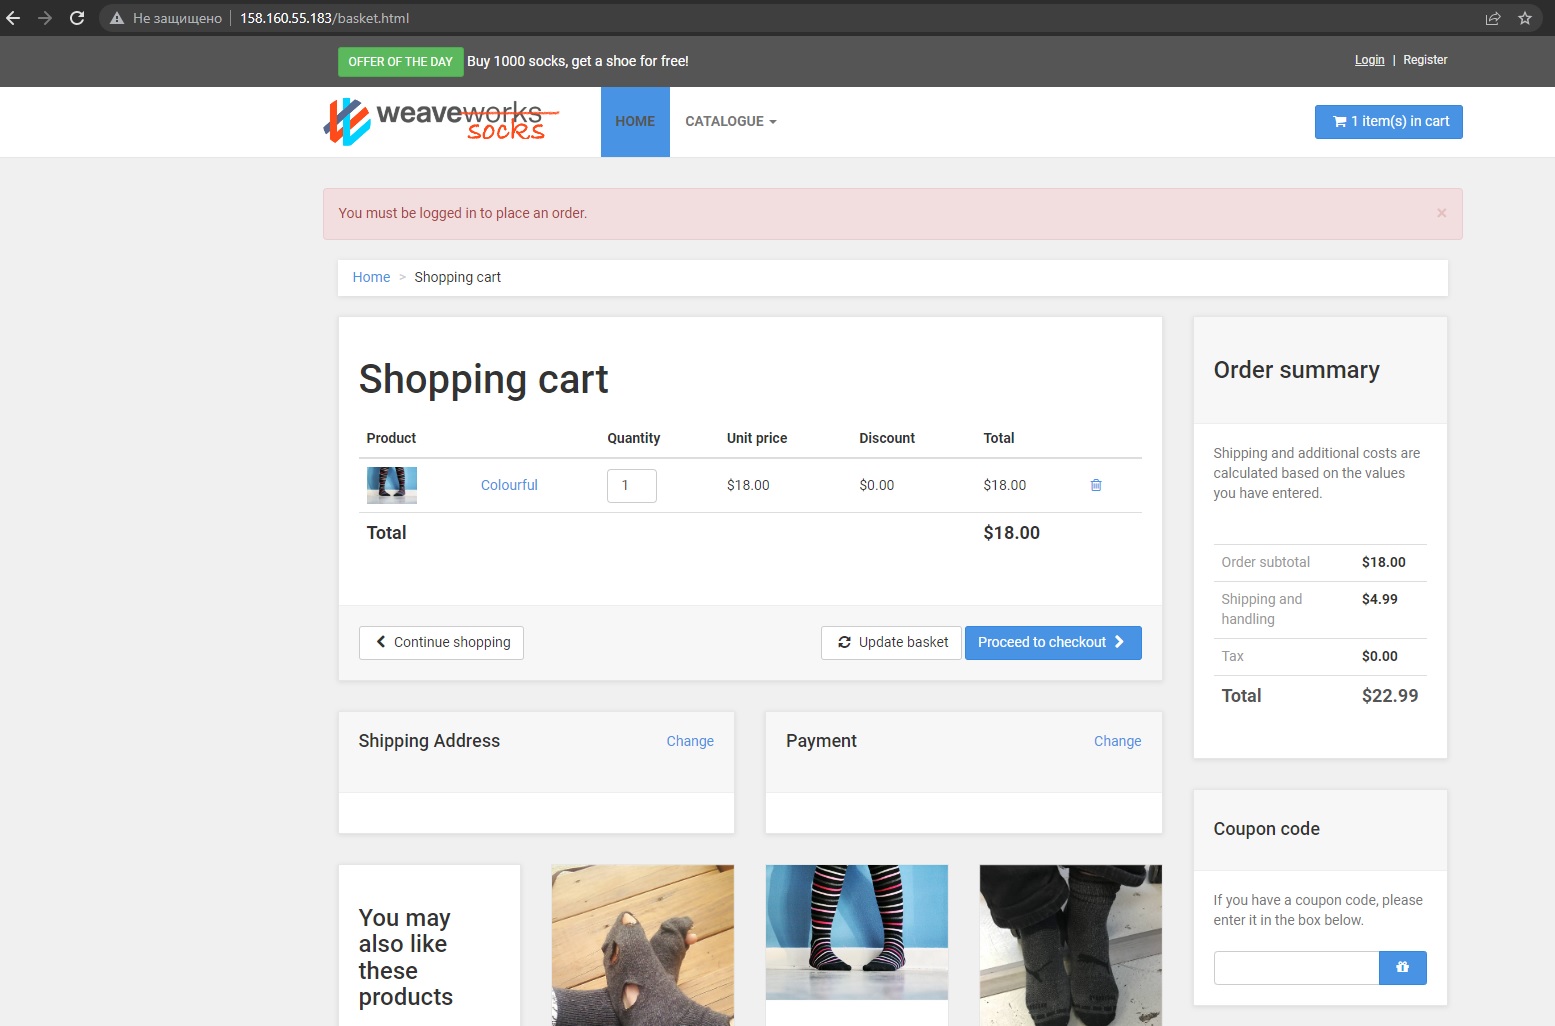 Не защищено 158.160.55.183/basket.html
OFFER OF THE DAY Buy 1000 socks, get a shoe for free!
Login | Register
weaveworks
socks
HOME
CATALOGUE
1 item(s) in cart
You must be logged in to place an order.
×
Home > Shopping cart
Shopping cart
Product Quantity Unit price Discount Total
Colourful 1 $18.00 $0.00 $18.00
Total $18.00
Continue shopping
Update basket
Proceed to checkout
Order summary
Shipping and additional costs are
calculated based on the values
you have entered.
Order subtotal $18.00
Shipping and $4.99
handling
Tax $0.00
Total $22.99
Shipping Address Change
Payment Change
Coupon code
If you have a coupon code, please
enter it in the box below.
You may
also like
these
products